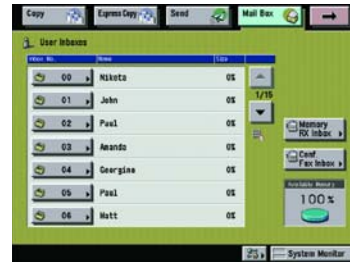 Copy Express Copy Send Mail Box
User Inboxes
Inbox No. Name Size
00 Nikota 0%
01 John 0%
02 Paul 0%
03 Amanda 0%
04 Georgina 0%
05 Paul 0%
06 Matt 0%
1/15
Memory
RX Inbox
Conf.
Fax Inbox
Available Memory
100%
System Monitor